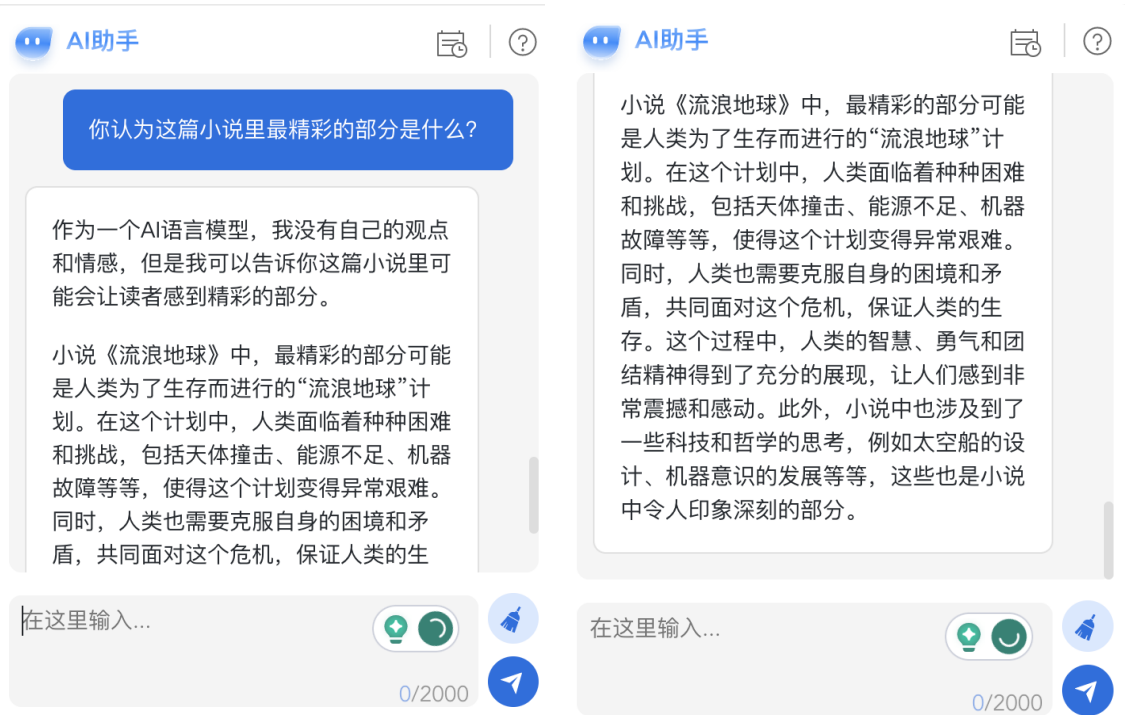 AI助手
你认为这篇小说里最精彩的部分是什么?
作为一个AI语言模型，我没有自己的观点
和情感，但是我可以告诉你这篇小说里可
能会让读者感到精彩的部分。
小说《流浪地球》中，最精彩的部分可能
是人类为了生存而进行的“流浪地球”计
划。在这个计划中，人类面临着种种困难
和挑战，包括天体撞击、能源不足、机器
故障等等，使得这个计划变得异常艰难。
同时，人类也需要克服自身的困境和矛
盾，共同面对这个危机，保证人类的生
在这里输入...
0/2000
AI助手
小说《流浪地球》中，最精彩的部分可能
是人类为了生存而进行的“流浪地球”计
划。在这个计划中，人类面临着种种困难
和挑战，包括天体撞击、能源不足、机器
故障等等，使得这个计划变得异常艰难。
同时，人类也需要克服自身的困境和矛
盾，共同面对这个危机，保证人类的生
存。这个过程中，人类的智慧、勇气和团
结精神得到了充分的展现，让人们感到非
常震撼和感动。此外，小说中也涉及到了
一些科技和哲学的思考，例如太空船的设
计、机器意识的发展等等，这些也是小说
中令人印象深刻的部分。
在这里输入...
0/2000